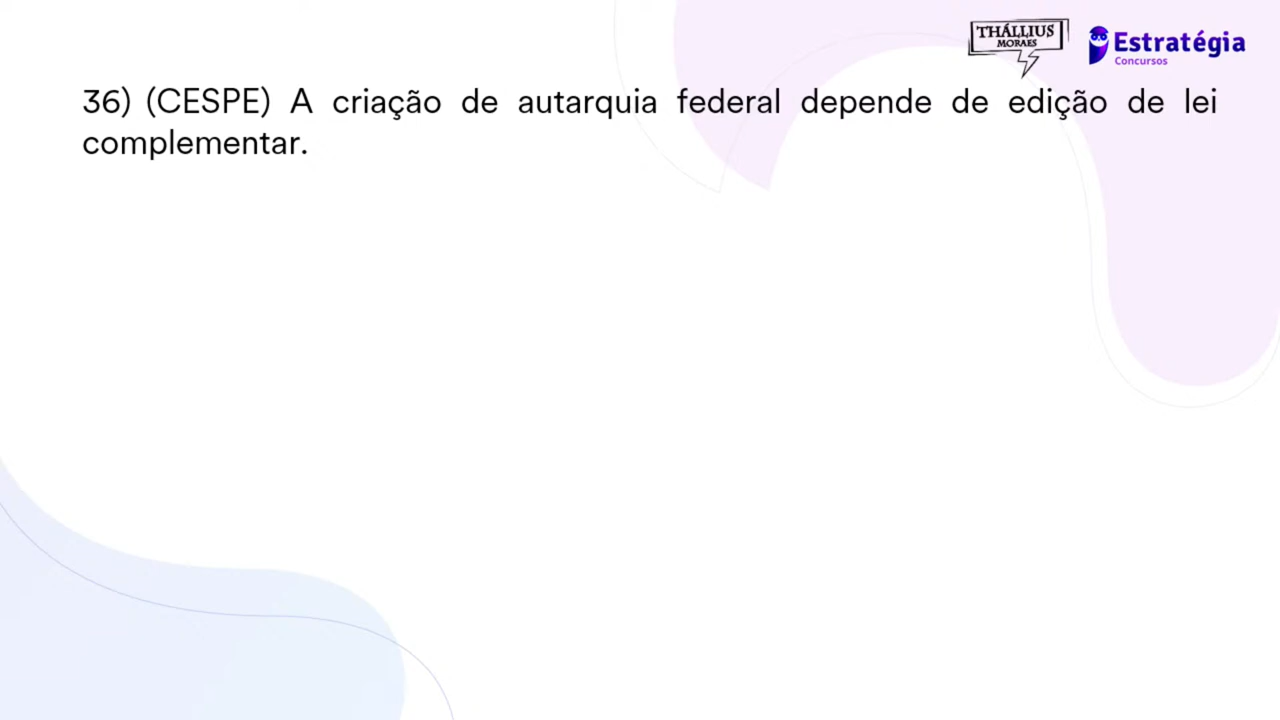 THÁLLIUS
MORAES
Estratégia
Concursos
36) (CESPE) A criação de autarquia federal depende de edição de lei
complementar.